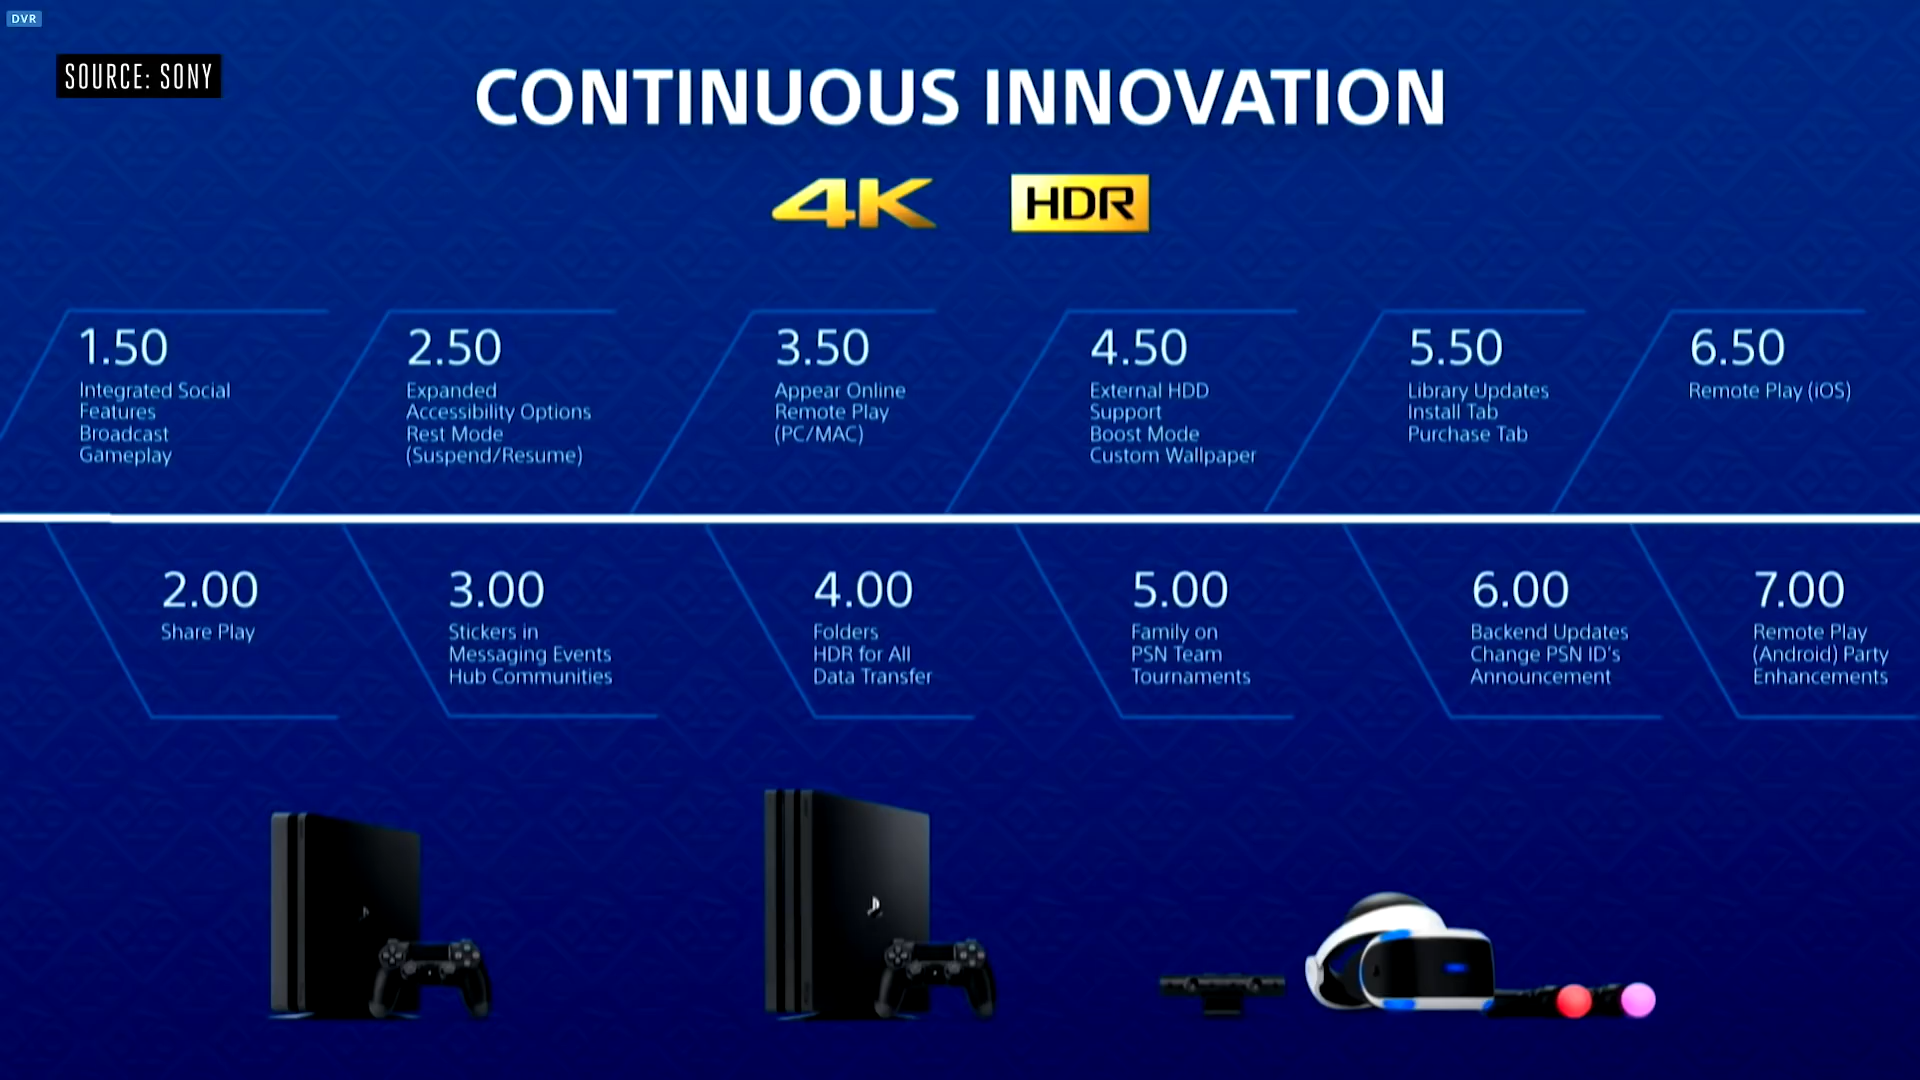 DVR
SOURCE: SONY
CONTINUOUS INNOVATION
4K
HDR
1.50
Integrated Social
Features
Broadcast
Gameplay
2.50
Expanded
Accessibility Options
Rest Mode
(Suspend/Resume)
3.50
Appear Online
Remote Play
(PC/MAC)
4.50
External HDD
Support
Boost Mode
Custom Wallpaper
5.50
Library Updates
Install Tab
Purchase Tab
6.50
Remote Play (iOS)
2.00
Share Play
3.00
Stickers in
Messaging Events
Hub Communities
4.00
Folders
HDR for All
Data Transfer
5.00
Family on
PSN Team
Tournaments
6.00
Backend Updates
Change PSN ID's
Announcement
7.00
Remote Play
(Android) Party
Enhancements